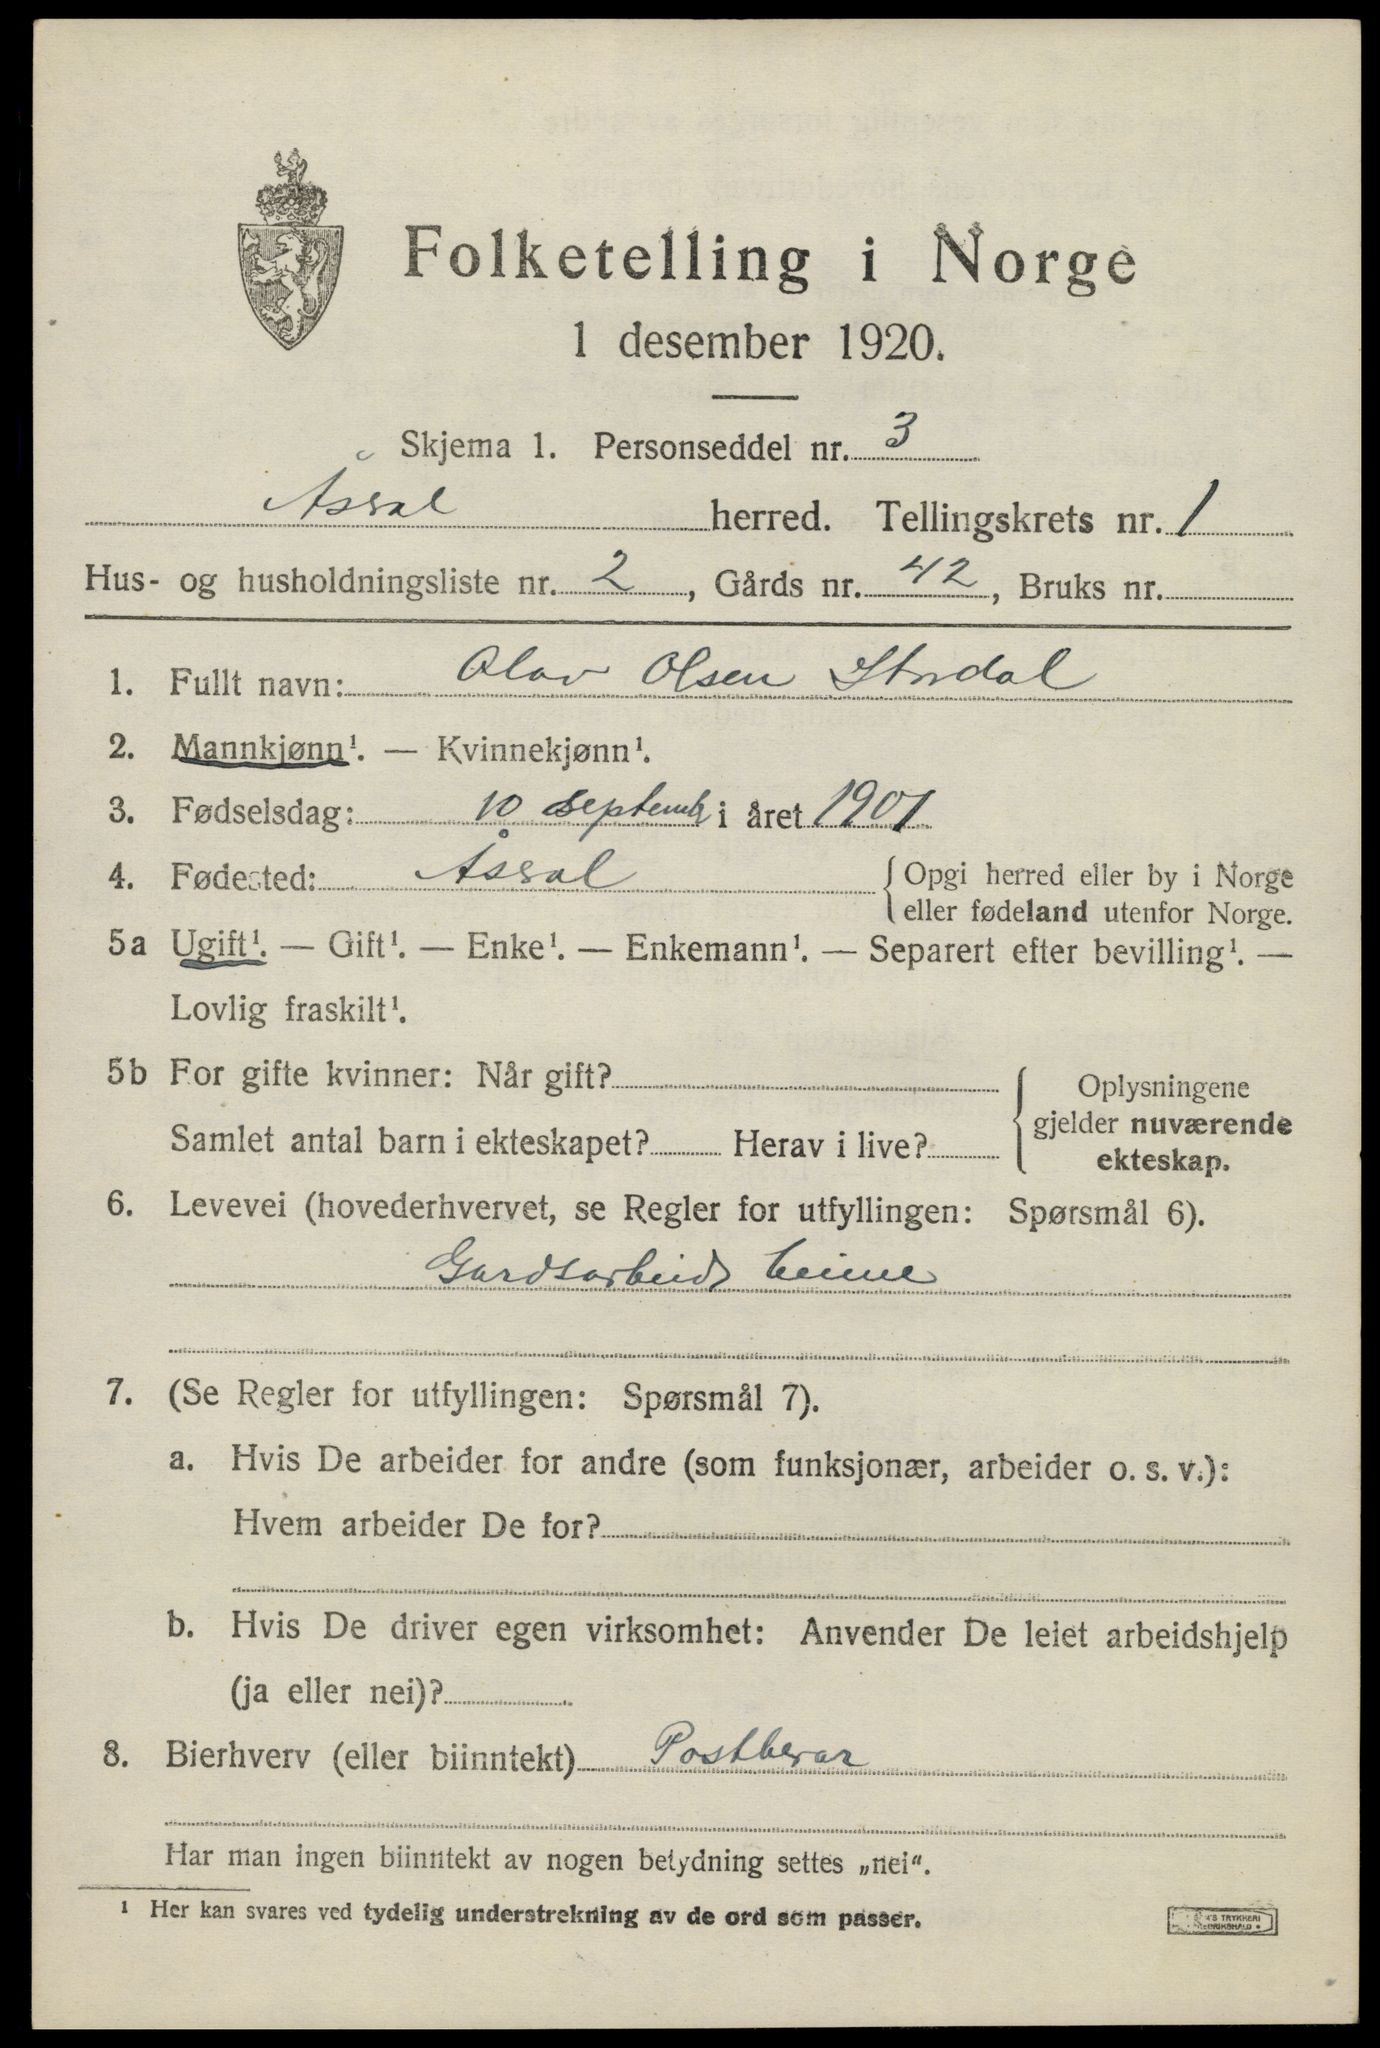 Folketelling i Norge
1 desember 1920.
Skjema 1. Personseddel nr. 3
Åseral herred. Tellingskrets nr. 1
Hus- og husholdningsliste nr. 2, Gårds nr. 42, Bruks nr.
1. Fullt navn: Olav Olsen Stordal
2. Mannkjønn¹. — Kvinnekjønn¹.
3. Fødselsdag: 10 septembr i året 1901
4. Fødested: Åseral { Opgi herred eller by i Norge
eller fødeland utenfor Norge.
5a Ugift¹. — Gift¹. — Enke¹. — Enkemann¹. — Separert efter bevilling¹. —
Lovlig fraskilt¹.
5b For gifte kvinner: Når gift? { Oplysningene
gjelder nuværende
Samlet antal barn i ekteskapet? Herav i live?
ekteskap.
6. Levevei (hovederhvervet, se Regler for utfyllingen: Spørsmål 6).
Gardsarbeid heime
7. (Se Regler for utfyllingen: Spørsmål 7).
a. Hvis De arbeider for andre (som funksjonær, arbeider o. s. v.):
Hvem arbeider De for?
b. Hvis De driver egen virksomhet: Anvender De leiet arbeidshjelp
(ja eller nei)?
8. Bierhverv (eller biinntekt) Postberar
Har man ingen biinntekt av nogen betydning settes „nei“.
¹ Her kan svares ved tydelig understrekning av de ord som passer.
TRYKKERI